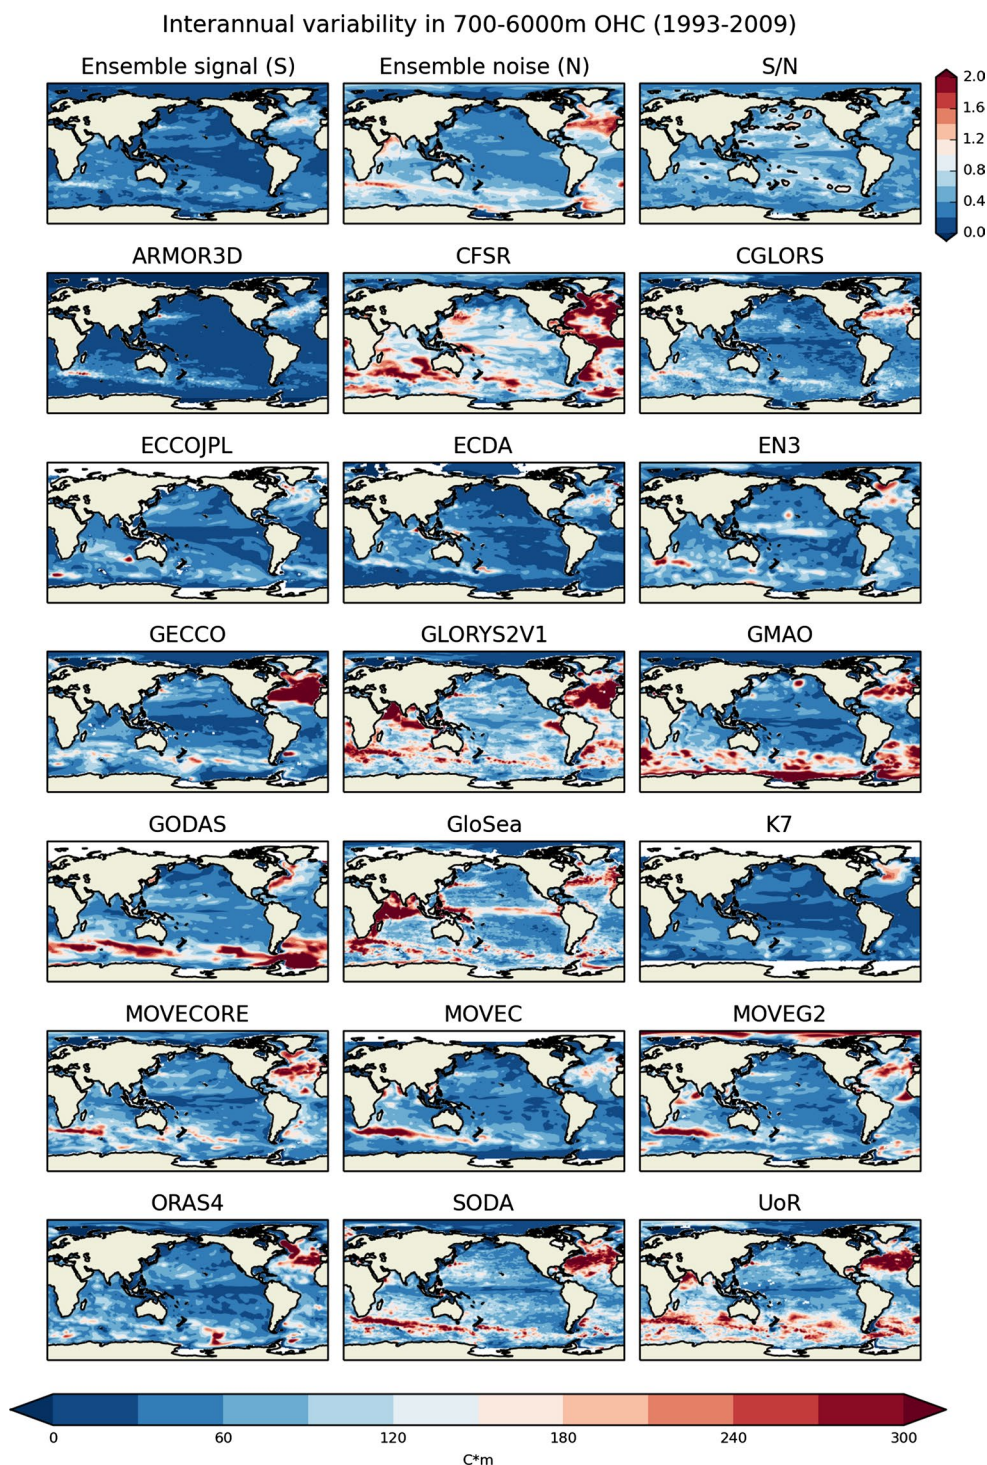 Interannual variability in 700-6000m OHC (1993-2009)
Ensemble signal (S) Ensemble noise (N) S/N
2.0
1.6
1.2
0.8
0.4
0.0
ARMOR3D CFSR CGLORS
ECCOJPL ECDA EN3
GECCO GLORYS2V1 GMAO
GODAS GloSea K7
MOVECORE MOVEC MOVEG2
ORAS4 SODA UoR
0 60 120 180 240 300
C*m